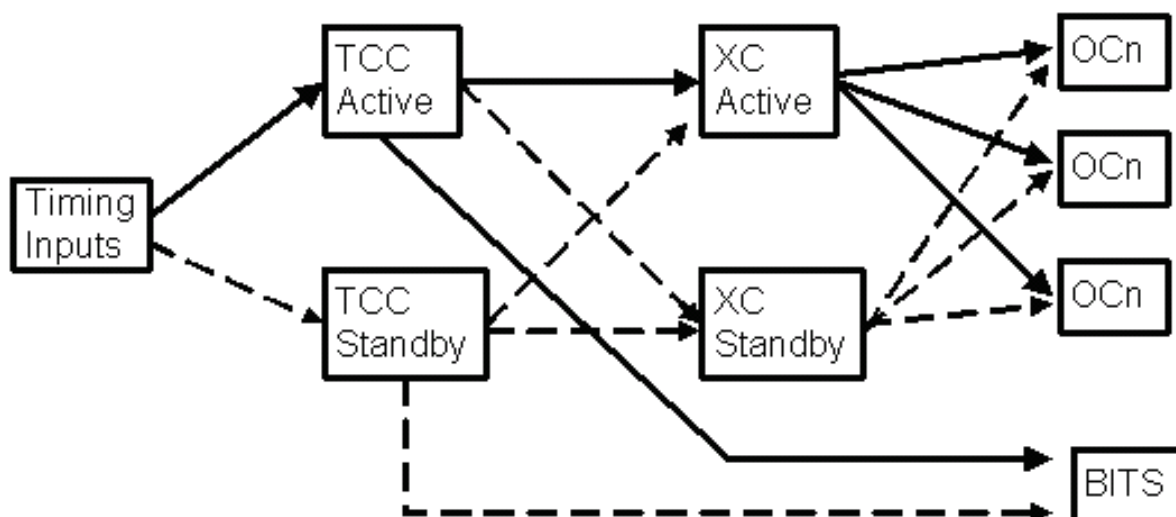 TCC
Active
XC
Active
OCn
OCn
Timing
Inputs
TCC
Standby
XC
Standby
OCn
BITS